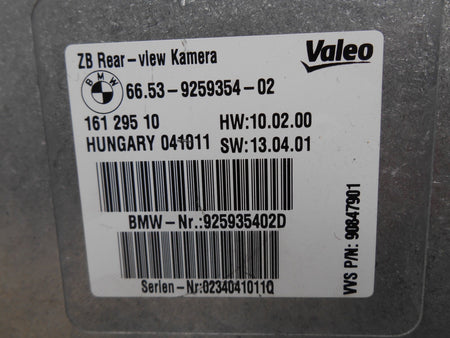 ZB Rear-view Kamera
Valeo
BMW
66.53-9259354-02
161 295 10
HW:10.02.00
HUNGARY 041011
SW:13.04.01
BMW-Nr:925935402D
Serien-Nr:0234041011Q
VVS P/N: 90847901